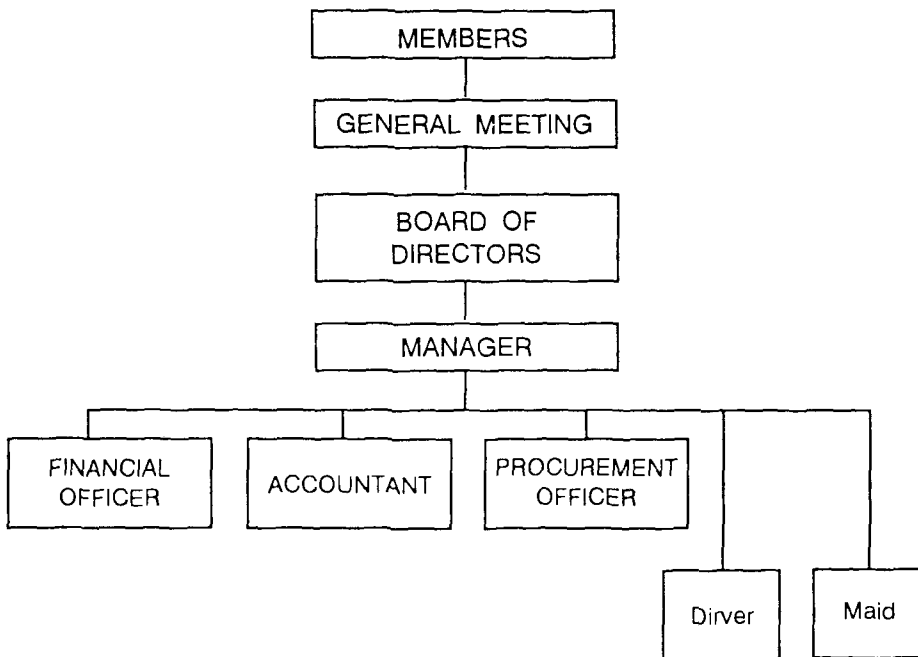 MEMBERS
GENERAL MEETING
BOARD OF
DIRECTORS
MANAGER
FINANCIAL
OFFICER
ACCOUNTANT
PROCUREMENT
OFFICER
Dirver
Maid